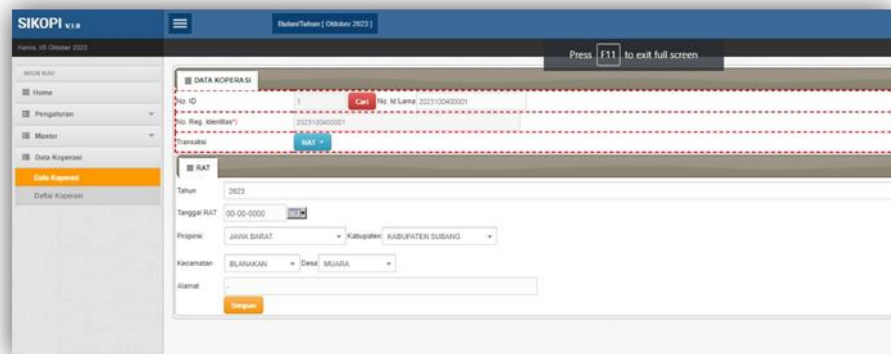 SIKOPI V.1.0
Bulan/Tahun [ Oktober 2023 ]
Kamis, 05 Oktober 2023
Press F11 to exit full screen
MAIN NAV
Home
Pengaturan
Master
Data Koperasi
Data Koperasi
Daftar Koperasi
DATA KOPERASI
No. ID 1 Cari No. Id Lama 2023100400001
No. Reg. Identitas*) 2023100400001
Transaksi RAT
RAT
Tahun 2023
Tanggal RAT 00-00-0000
Propinsi JAWA BARAT Kabupaten KABUPATEN SUBANG
Kecamatan BLANAKAN Desa MUARA
Alamat -
Simpan